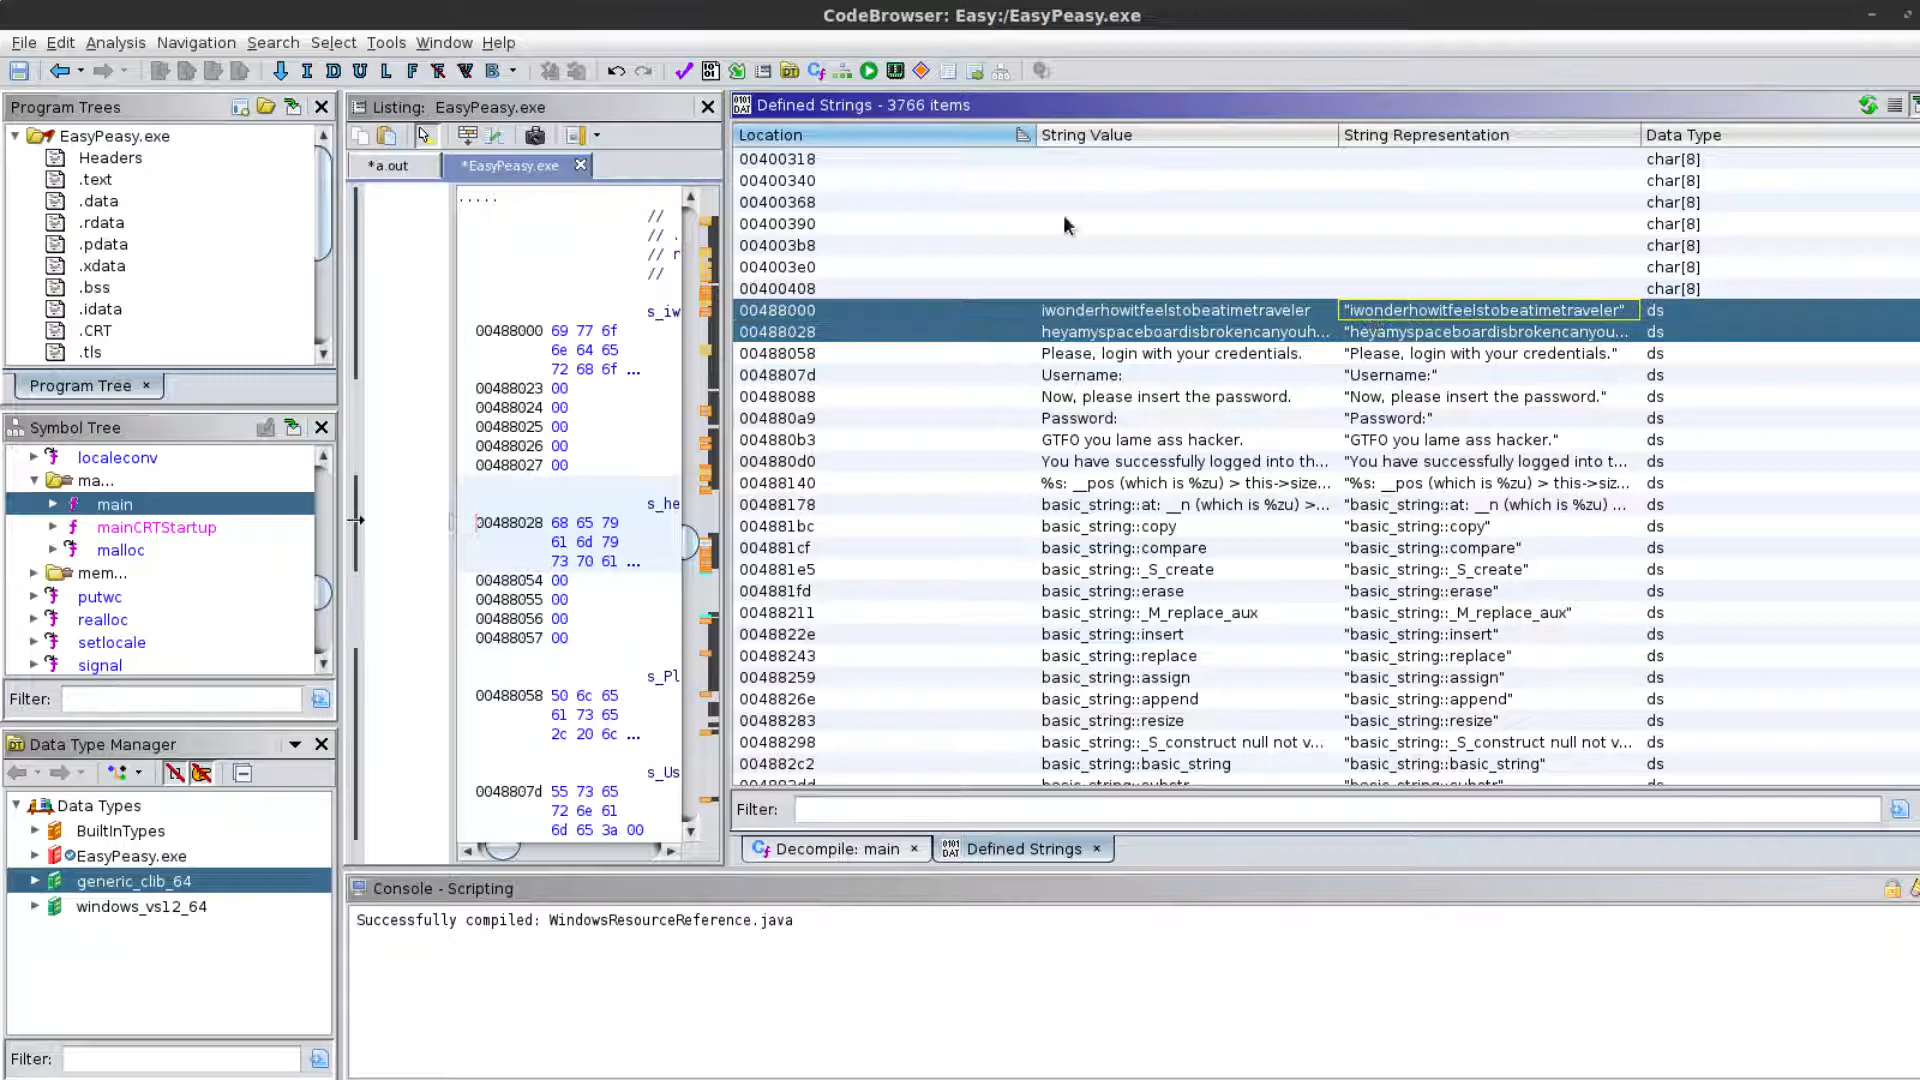 CodeBrowser: Easy:/EasyPeasy.exe
File Edit Analysis Navigation Search Select Tools Window Help
I D U L F V B
Program Trees
EasyPeasy.exe
Headers
.text
.data
.rdata
.pdata
.xdata
.bss
.idata
.CRT
.tls
Program Tree ×
Symbol Tree
localeconv
ma...
main
mainCRTStartup
malloc
mem...
putwc
realloc
setlocale
signal
Filter:
Data Type Manager
Data Types
BuiltInTypes
EasyPeasy.exe
generic_clib_64
windows_vs12_64
Filter:
Listing: EasyPeasy.exe
*a.out *EasyPeasy.exe
.....
//
// .
// r
//
s_iw
00488000 69 77 6f
6e 64 65
72 68 6f ...
00488023 00
00488024 00
00488025 00
00488026 00
00488027 00
s_he
00488028 68 65 79
61 6d 79
73 70 61 ...
00488054 00
00488055 00
00488056 00
00488057 00
s_Pl
00488058 50 6c 65
61 73 65
2c 20 6c ...
s_Us
0048807d 55 73 65
72 6e 61
6d 65 3a 00
Defined Strings - 3766 items
Location String Value String Representation Data Type
00400318 char[8]
00400340 char[8]
00400368 char[8]
00400390 char[8]
004003b8 char[8]
004003e0 char[8]
00400408 char[8]
00488000 iwonderhowitfeelstobeatimetraveler "iwonderhowitfeelstobeatimetraveler" ds
00488028 heyamyspaceboardisbrokencanyouh... "heyamyspaceboardisbrokencanyou... ds
00488058 Please, login with your credentials. "Please, login with your credentials." ds
0048807d Username: "Username:" ds
00488088 Now, please insert the password. "Now, please insert the password." ds
004880a9 Password: "Password:" ds
004880b3 GTFO you lame ass hacker. "GTFO you lame ass hacker." ds
004880d0 You have successfully logged into th... "You have successfully logged into t... ds
00488140 %s: __pos (which is %zu) > this->size... "%s: __pos (which is %zu) > this->siz... ds
00488178 basic_string::at: __n (which is %zu) >... "basic_string::at: __n (which is %zu) ... ds
004881bc basic_string::copy "basic_string::copy" ds
004881cf basic_string::compare "basic_string::compare" ds
004881e5 basic_string::_S_create "basic_string::_S_create" ds
004881fd basic_string::erase "basic_string::erase" ds
00488211 basic_string::_M_replace_aux "basic_string::_M_replace_aux" ds
0048822e basic_string::insert "basic_string::insert" ds
00488243 basic_string::replace "basic_string::replace" ds
00488259 basic_string::assign "basic_string::assign" ds
0048826e basic_string::append "basic_string::append" ds
00488283 basic_string::resize "basic_string::resize" ds
00488298 basic_string::_S_construct null not v... "basic_string::_S_construct null not v... ds
004882c2 basic_string::basic_string "basic_string::basic_string" ds
004882dd basic_string::substr "basic_string::substr" ds
Filter:
Decompile: main × Defined Strings ×
Console - Scripting
Successfully compiled: WindowsResourceReference.java